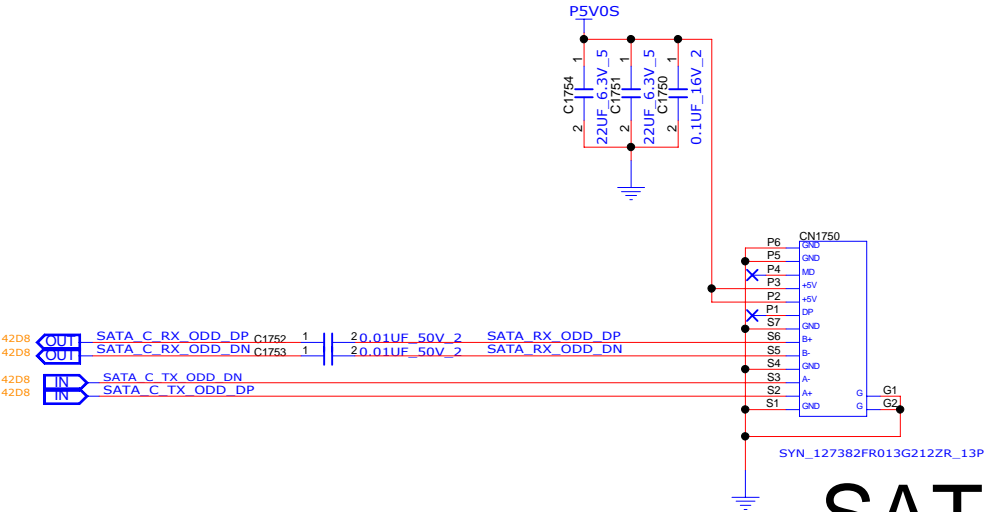 P5V0S
1 1 1
C1754 22UF_6.3V_5 C1751 22UF_6.3V_5 C1750 0.1UF_16V_2
2 2 2
CN1750
P6 GND
P5 GND
P4 MD
P3 +5V
P2 +5V
P1 DP
S7 GND
42D8 OUT SATA_C_RX_ODD_DP C1752 1 2 0.01UF_50V_2 SATA_RX_ODD_DP S6 B+
42D8 OUT SATA_C_RX_ODD_DN C1753 1 2 0.01UF_50V_2 SATA_RX_ODD_DN S5 B-
S4 GND
42D8 IN SATA_C_TX_ODD_DN S3 A-
42D8 IN SATA_C_TX_ODD_DP S2 A+ G G1
S1 GND G G2
SYN_127382FR013G212ZR_13P
SAT